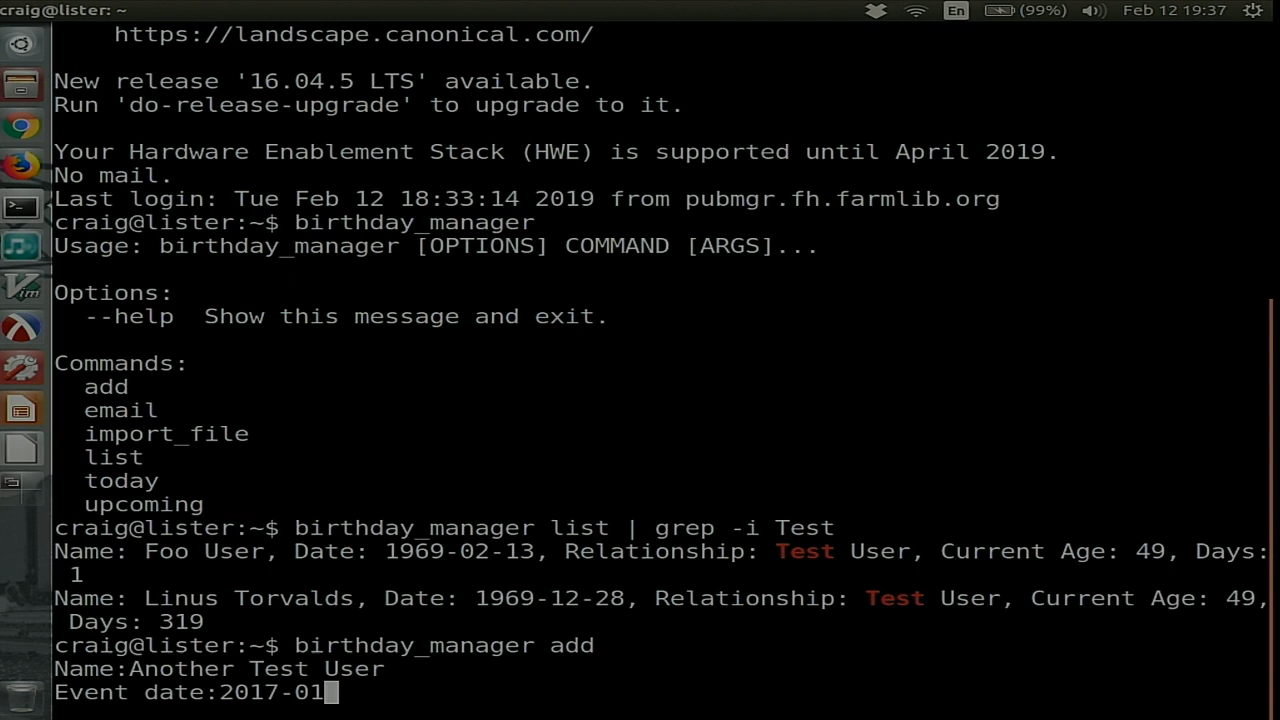 craig@lister: ~
En
(99%)
Feb 12 19:37
https://landscape.canonical.com/
New release '16.04.5 LTS' available.
Run 'do-release-upgrade' to upgrade to it.
Your Hardware Enablement Stack (HWE) is supported until April 2019.
No mail.
Last login: Tue Feb 12 18:33:14 2019 from pubmgr.fh.farmlib.org
craig@lister:~$ birthday_manager
Usage: birthday_manager [OPTIONS] COMMAND [ARGS]...
Options:
--help  Show this message and exit.
Commands:
add
email
import_file
list
today
upcoming
craig@lister:~$ birthday_manager list | grep -i Test
Name: Foo User, Date: 1969-02-13, Relationship: Test User, Current Age: 49, Days:
1
Name: Linus Torvalds, Date: 1969-12-28, Relationship: Test User, Current Age: 49,
Days: 319
craig@lister:~$ birthday_manager add
Name:Another Test User
Event date:2017-01